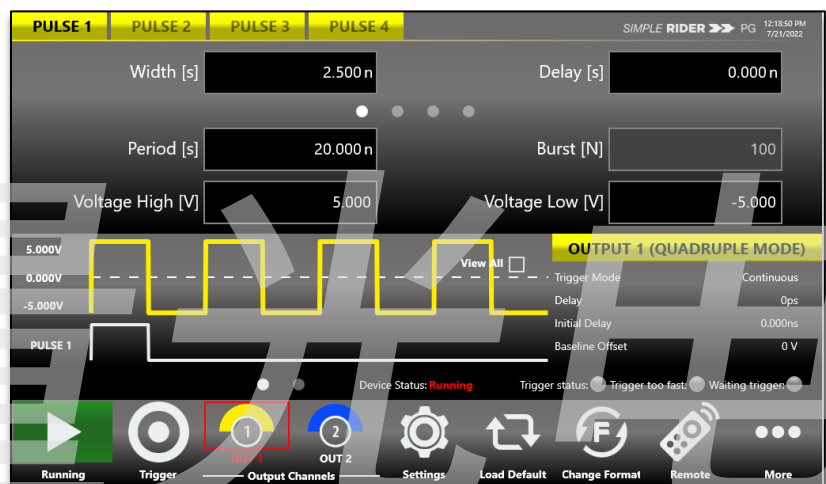 PULSE 1 PULSE 2 PULSE 3 PULSE 4 SIMPLE RIDER PG 12:18:50 PM
7/21/2022
Width [s] 2.500 n Delay [s] 0.000 n
Period [s] 20.000 n Burst [N] 100
Voltage High [V] 5.000 Voltage Low [V] -5.000
5.000V
0.000V
-5.000V
PULSE 1
View All
OUTPUT 1 (QUADRUPLE MODE)
Trigger Mode Continuous
Delay 0ps
Initial Delay 0.000ns
Baseline Offset 0 V
Device Status: Running Trigger status: Trigger too fast: Waiting trigger:
1 2 F
OUT 1 OUT 2
Running Trigger Output Channels Settings Load Default Change Format Remote More